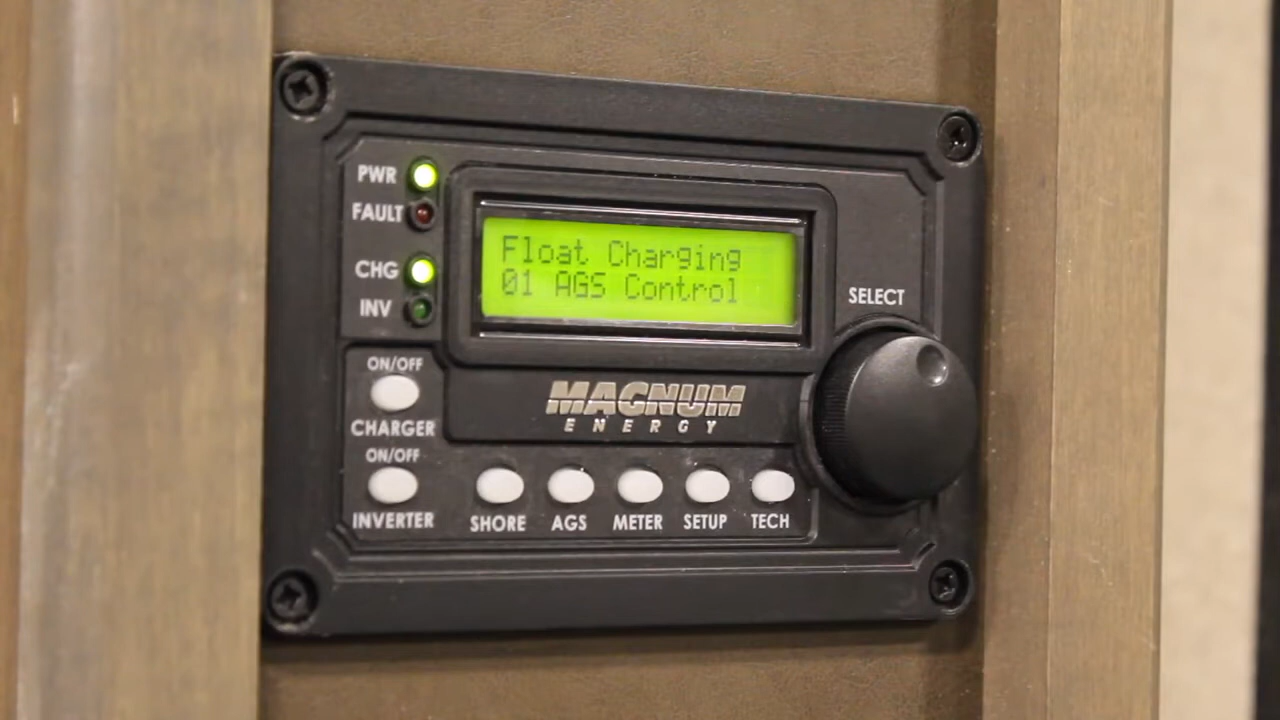 PWR
FAULT
CHG
INV
Float Charging
01 AGS Control
SELECT
ON/OFF
CHARGER
ON/OFF
INVERTER
MAGNUM
ENERGY
SHORE AGS METER SETUP TECH